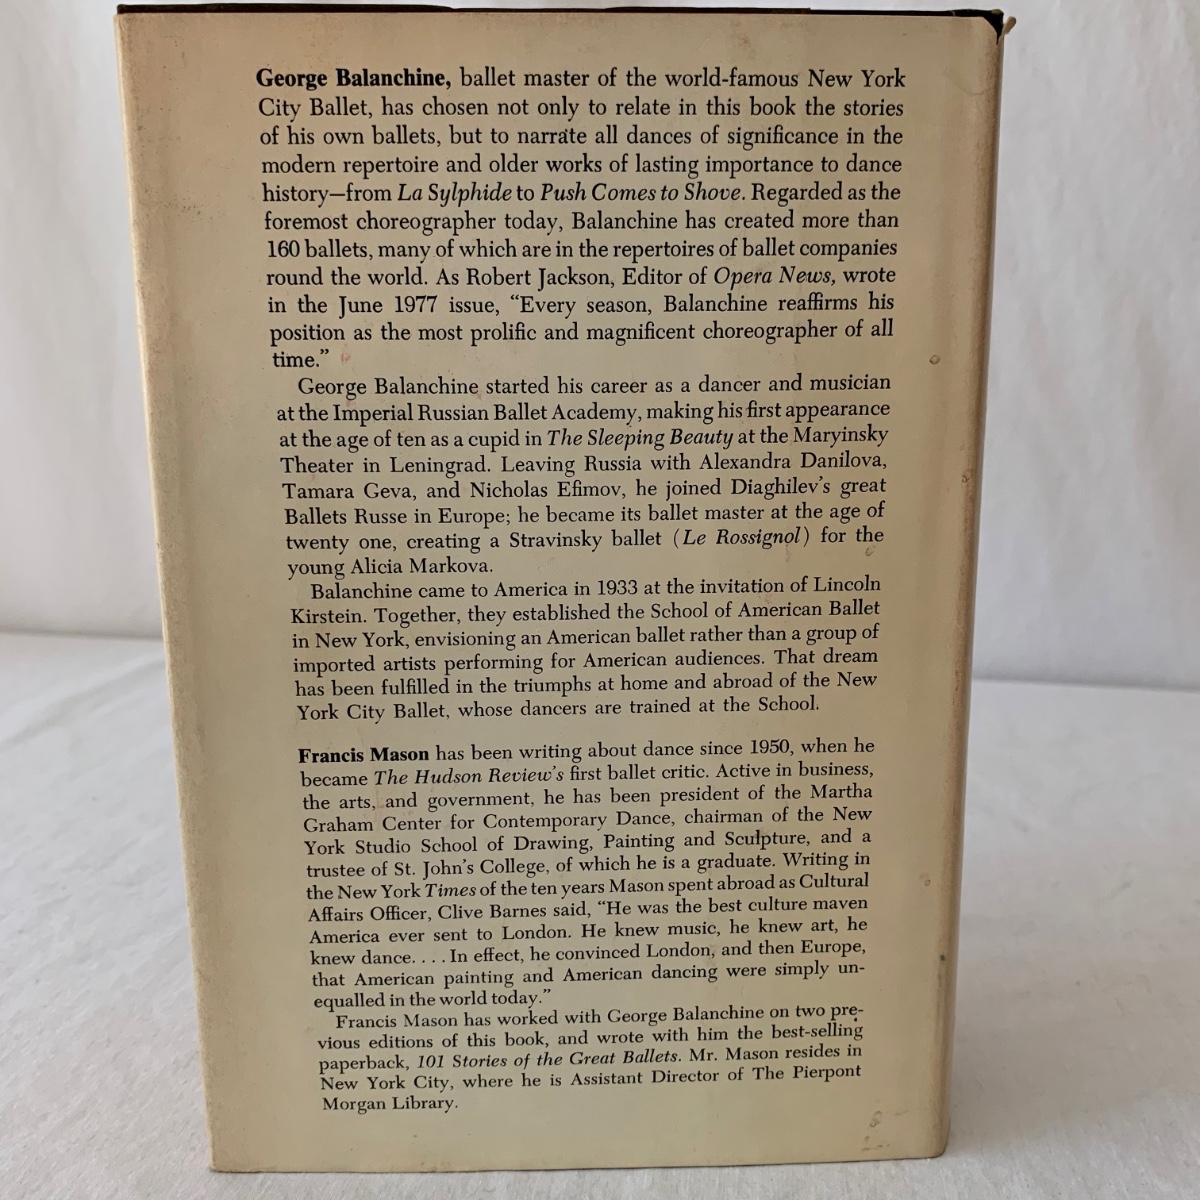 George Balanchine, ballet master of the world-famous New York
City Ballet, has chosen not only to relate in this book the stories
of his own ballets, but to narrate all dances of significance in the
modern repertoire and older works of lasting importance to dance
history—from La Sylphide to Push Comes to Shove. Regarded as the
foremost choreographer today, Balanchine has created more than
160 ballets, many of which are in the repertoires of ballet companies
round the world. As Robert Jackson, Editor of Opera News, wrote
in the June 1977 issue, “Every season, Balanchine reaffirms his
position as the most prolific and magnificent choreographer of all
time.”
George Balanchine started his career as a dancer and musician
at the Imperial Russian Ballet Academy, making his first appearance
at the age of ten as a cupid in The Sleeping Beauty at the Maryinsky
Theater in Leningrad. Leaving Russia with Alexandra Danilova,
Tamara Geva, and Nicholas Efimov, he joined Diaghilev’s great
Ballets Russe in Europe; he became its ballet master at the age of
twenty one, creating a Stravinsky ballet (Le Rossignol) for the
young Alicia Markova.
Balanchine came to America in 1933 at the invitation of Lincoln
Kirstein. Together, they established the School of American Ballet
in New York, envisioning an American ballet rather than a group of
imported artists performing for American audiences. That dream
has been fulfilled in the triumphs at home and abroad of the New
York City Ballet, whose dancers are trained at the School.
Francis Mason has been writing about dance since 1950, when he
became The Hudson Review’s first ballet critic. Active in business,
the arts, and government, he has been president of the Martha
Graham Center for Contemporary Dance, chairman of the New
York Studio School of Drawing, Painting and Sculpture, and a
trustee of St. John’s College, of which he is a graduate. Writing in
the New York Times of the ten years Mason spent abroad as Cultural
Affairs Officer, Clive Barnes said, “He was the best culture maven
America ever sent to London. He knew music, he knew art, he
knew dance. . . . In effect, he convinced London, and then Europe,
that American painting and American dancing were simply un-
equalled in the world today.”
Francis Mason has worked with George Balanchine on two pre-
vious editions of this book, and wrote with him the best-selling
paperback, 101 Stories of the Great Ballets. Mr. Mason resides in
New York City, where he is Assistant Director of The Pierpont
Morgan Library.